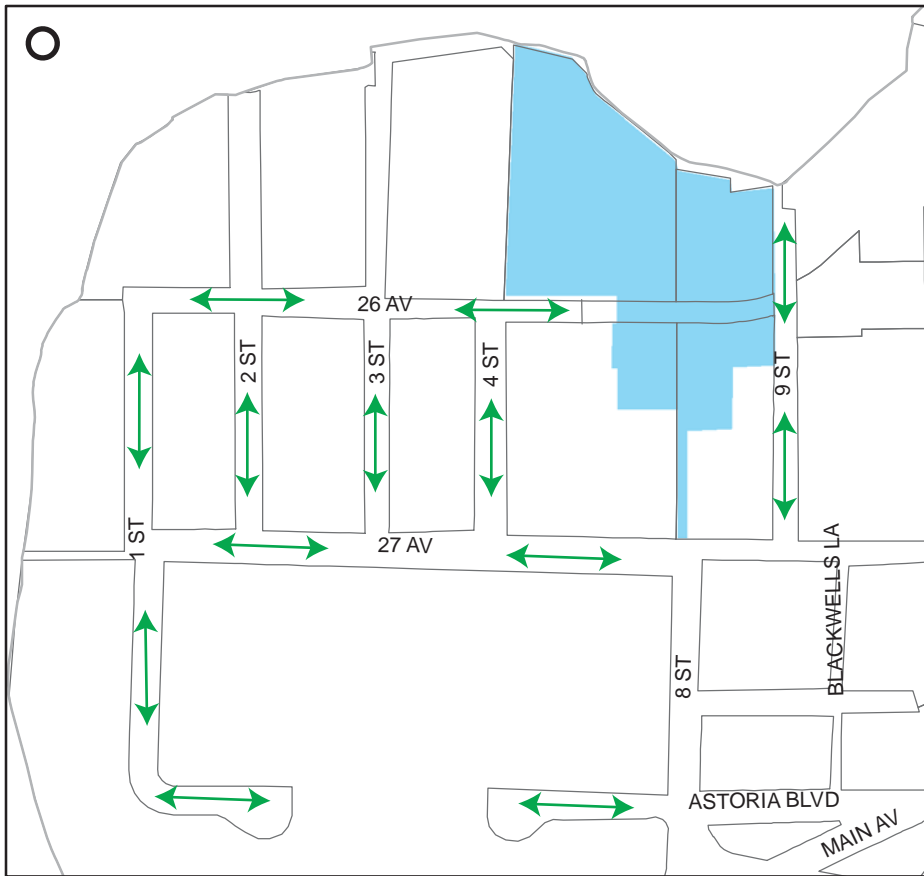 26 AV
2 ST
3 ST
4 ST
9 ST
1 ST
27 AV
BLACKWELLS LA
8 ST
ASTORIA BLVD
MAIN AV